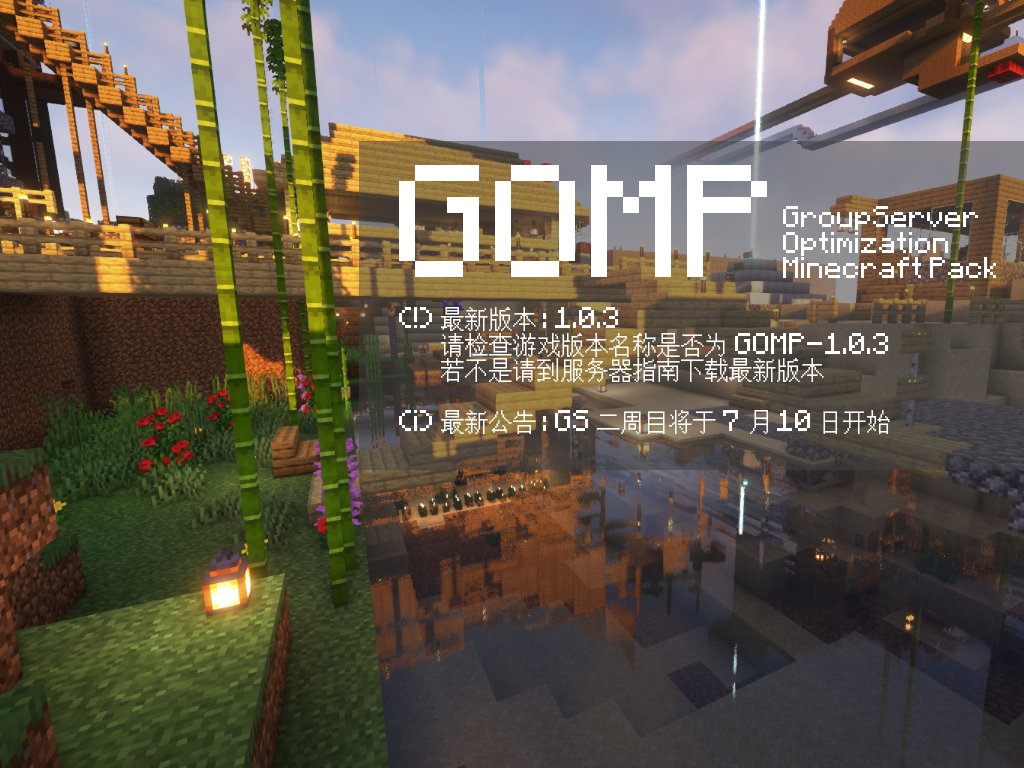 GOMP
GroupServer
Optimization
Minecraft Pack
(!) 最新版本 : 1.0.3
请检查游戏版本名称是否为 GOMP-1.0.3
若不是请到服务器指南下载最新版本
(!) 最新公告 : GS 二周目将于 7 月 10 日开始